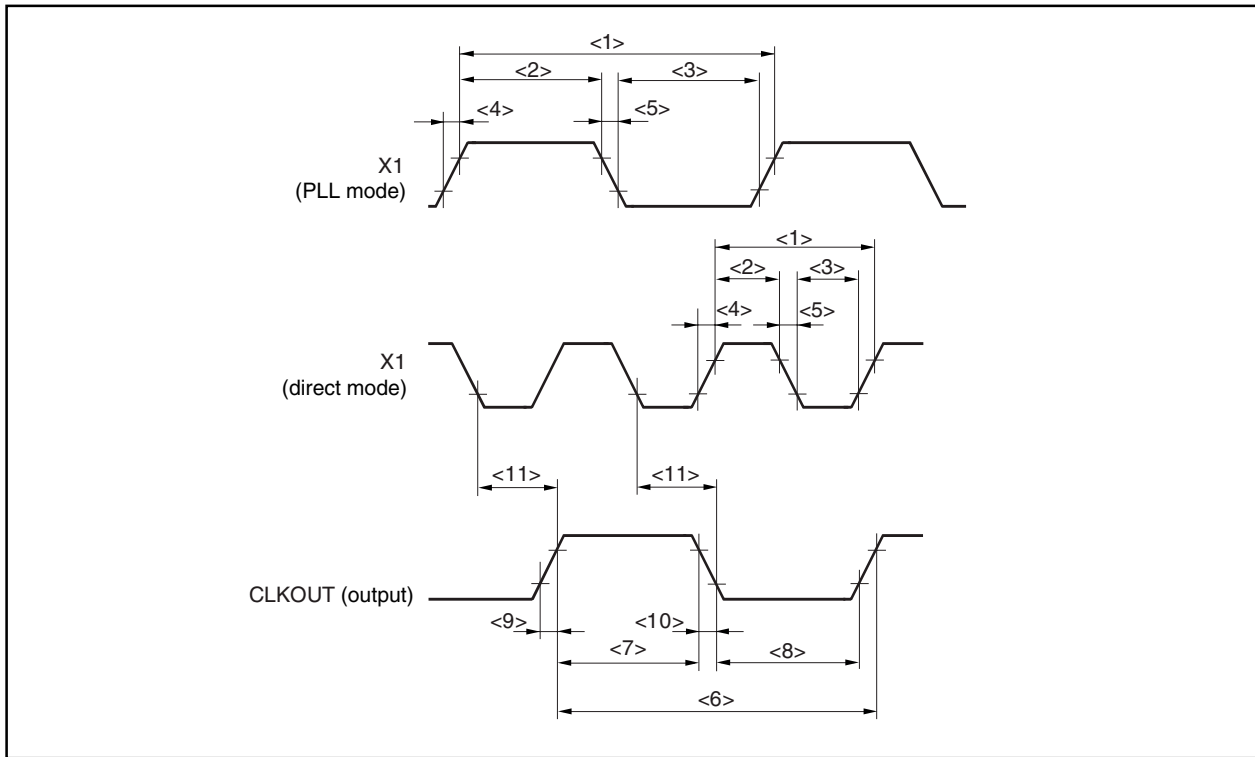 <1>
<2> <3>
<4> <5>
X1
(PLL mode)
<1>
<2> <3>
<4> <5>
X1
(direct mode)
<11> <11>
CLKOUT (output)
<9> <10>
<7> <8>
<6>